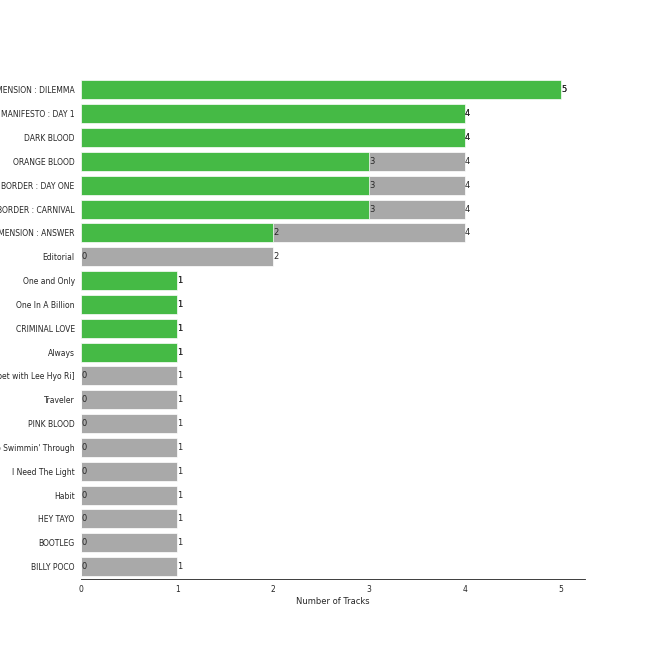 MENSION : DILEMMA 5
MANIFESTO : DAY 1 4
DARK BLOOD 4
ORANGE BLOOD 3 4
BORDER : DAY ONE 3 4
BORDER : CARNIVAL 3 4
MENSION : ANSWER 2 4
Editorial 0 2
One and Only 1
One In A Billion 1
CRIMINAL LOVE 1
Always 1
with Lee Hyo Ri] 0 1
Traveler 0 1
PINK BLOOD 0 1
Swimmin' Through 0 1
I Need The Light 0 1
Habit 0 1
HEY TAYO 0 1
BOOTLEG 0 1
BILLY POCO 0 1
0 1 2 3 4 5
Number of Tracks